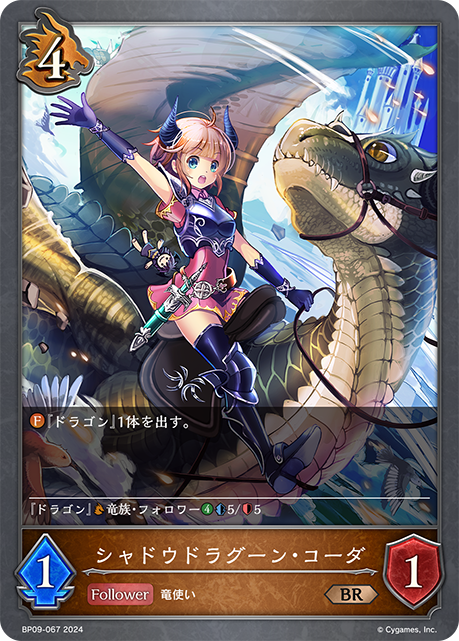 4
F『ドラゴン』1体を出す。
『ドラゴン』竜族・フォロワー4 5/5
シャドウドラグーン・コーダ
1
Follower 竜使い
BR
1
BP09-067 2024
© Cygames, Inc.